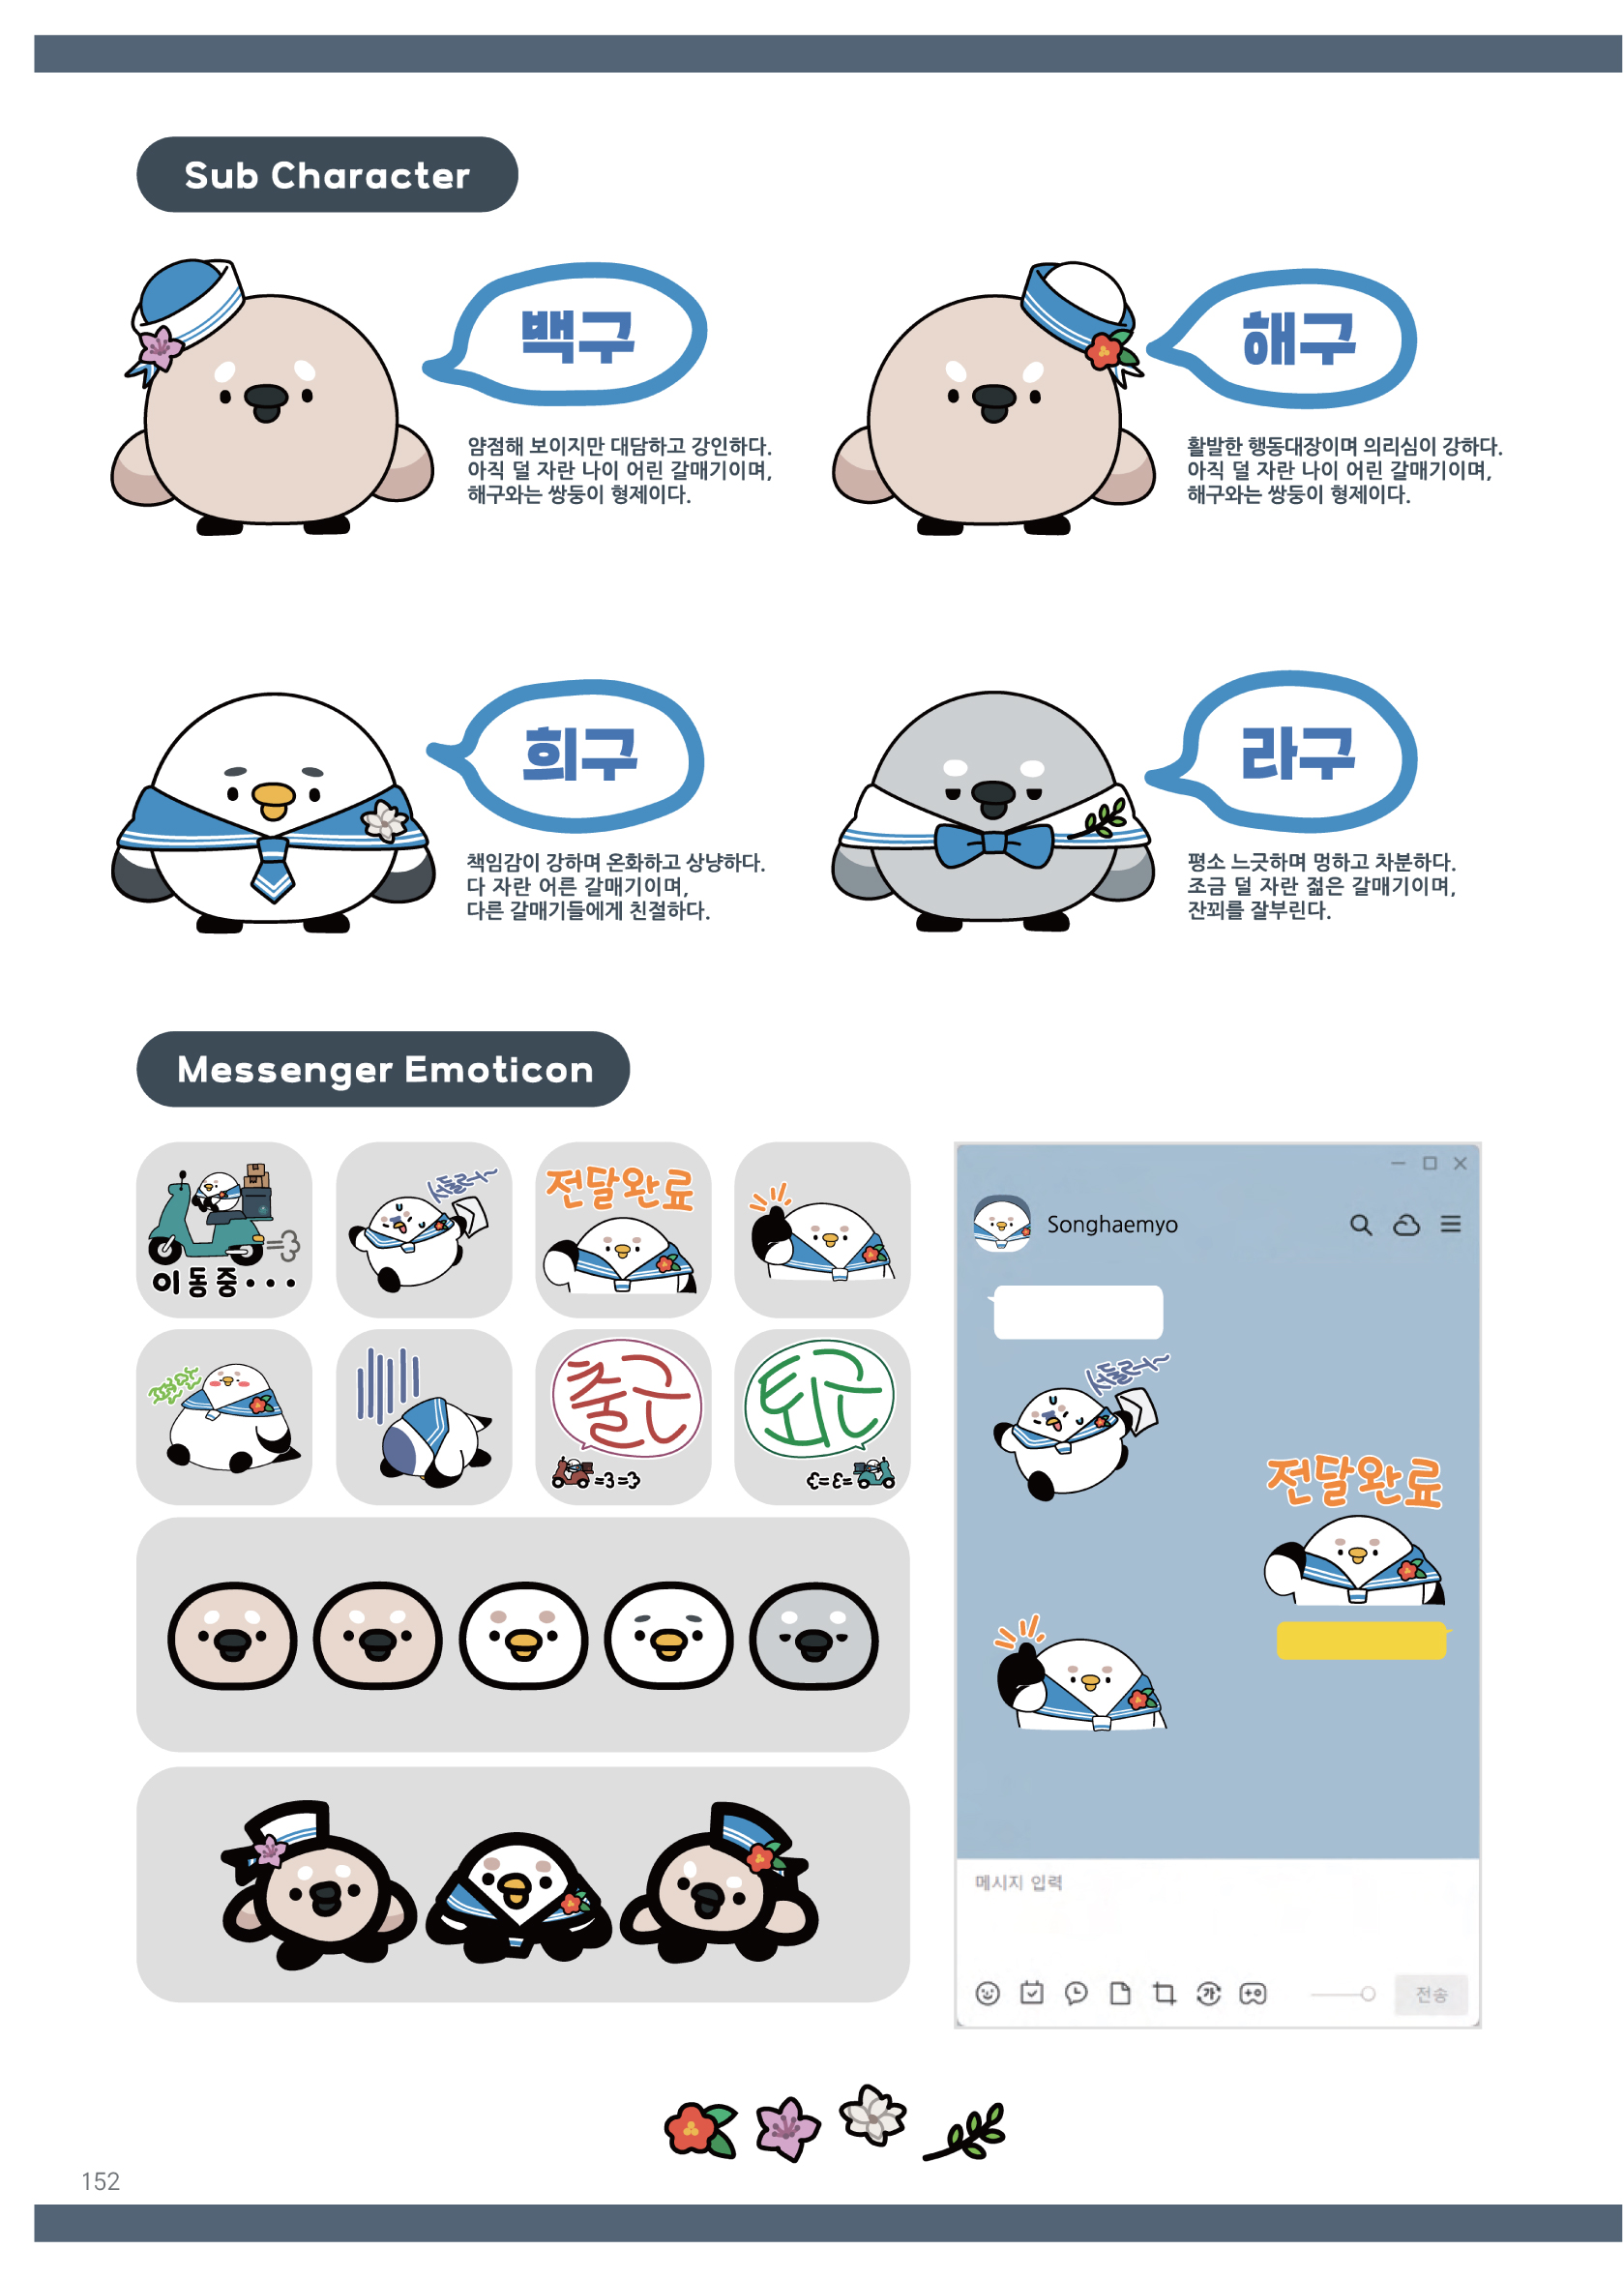 Sub Character
백구
얌점해 보이지만 대담하고 강인하다.
아직 덜 자란 나이 어린 갈매기이며,
해구와는 쌍둥이 형제이다.
해구
활발한 행동대장이며 의리심이 강하다.
아직 덜 자란 나이 어린 갈매기이며,
해구와는 쌍둥이 형제이다.
희구
책임감이 강하며 온화하고 상냥하다.
다 자란 어른 갈매기이며,
다른 갈매기들에게 친절하다.
라구
평소 느긋하며 멍하고 차분하다.
조금 덜 자란 젊은 갈매기이며,
잔꾀를 잘부린다.
Messenger Emoticon
이동중···
서둘러~
전달완료
쪼끔만
출근
퇴근
Songhaemyo
서둘러~
전달완료
메시지 입력
가
전송
152